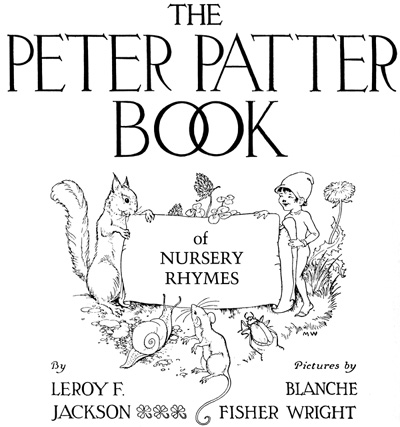 THE
PETER PATTER
BOOK
of
NURSERY
RHYMES
MW
By
LEROY F.
JACKSON
Pictures by
BLANCHE
FISHER WRIGHT